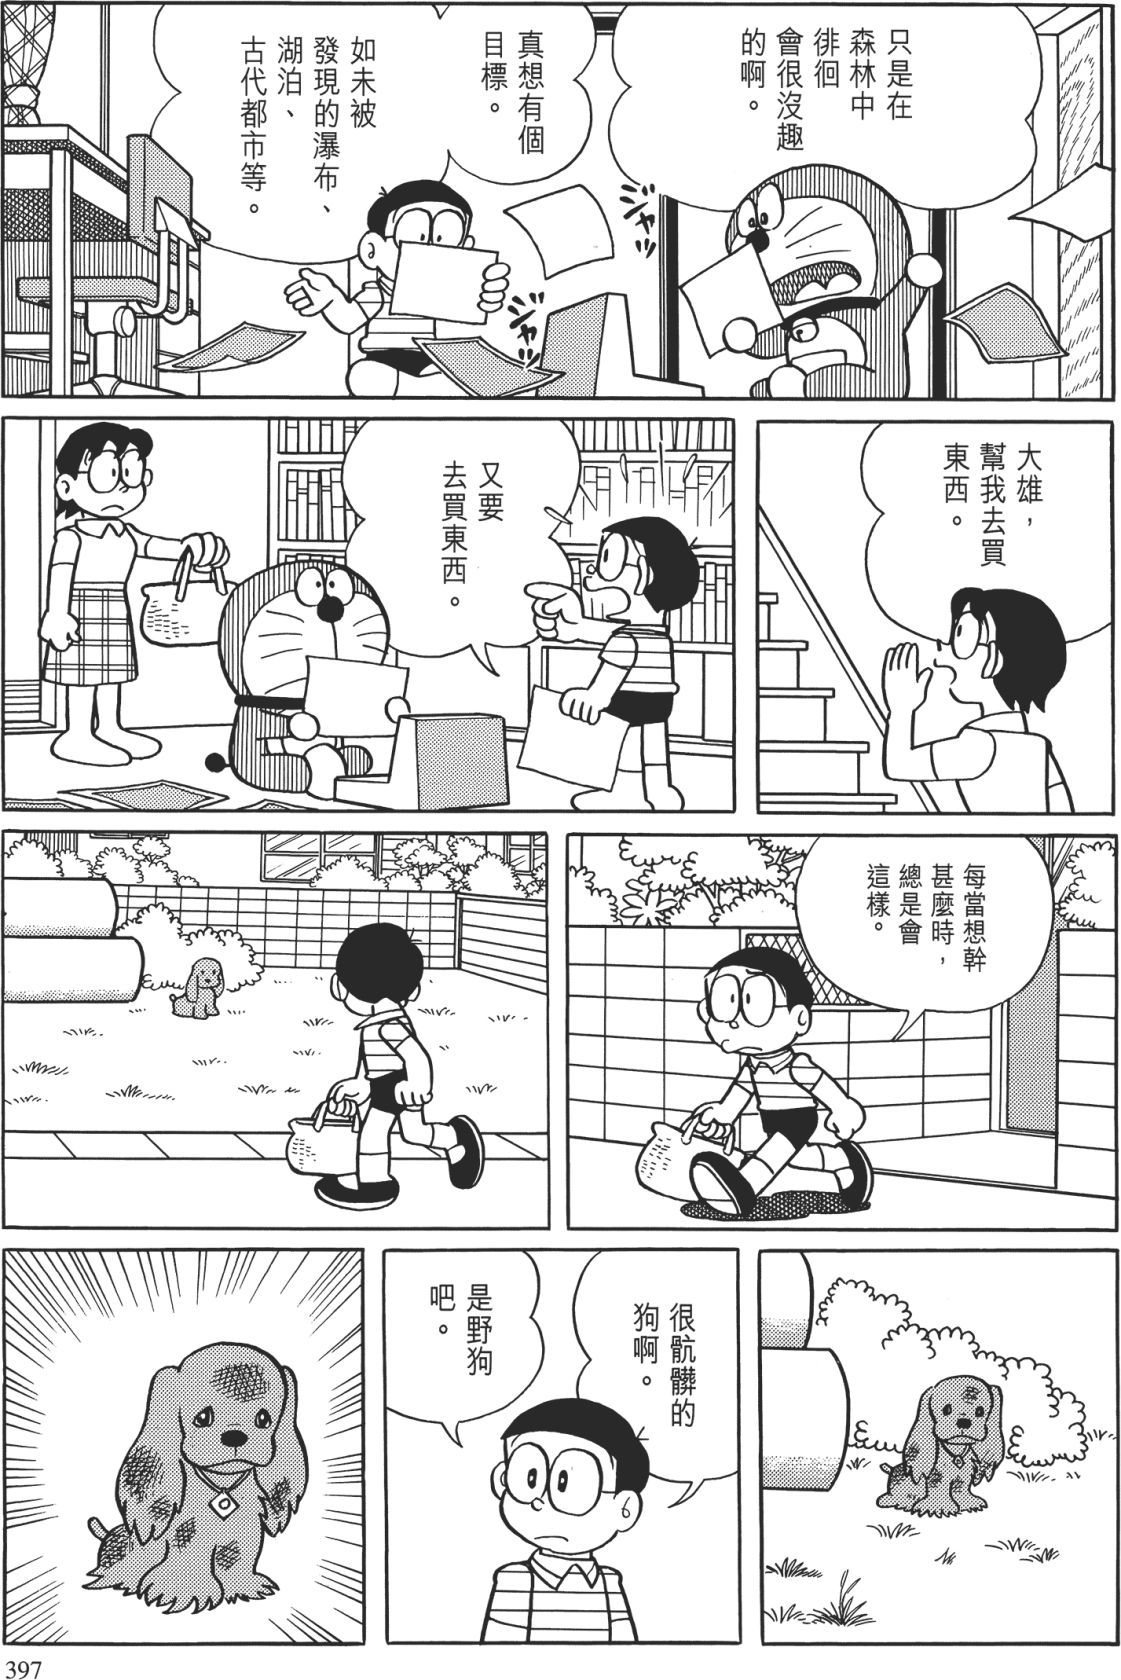 只是在
森林中
徘徊
會很沒趣
的啊。
真想有個
目標。
如未被
發現的瀑布、
湖泊、
古代都市等。
ジャッ
ジャッ
大雄，
幫我去買
東西。
又要
去買東西。
每當想幹
甚麼時，
總是會
這樣。
很骯髒的
狗啊。
是野狗
吧。
397